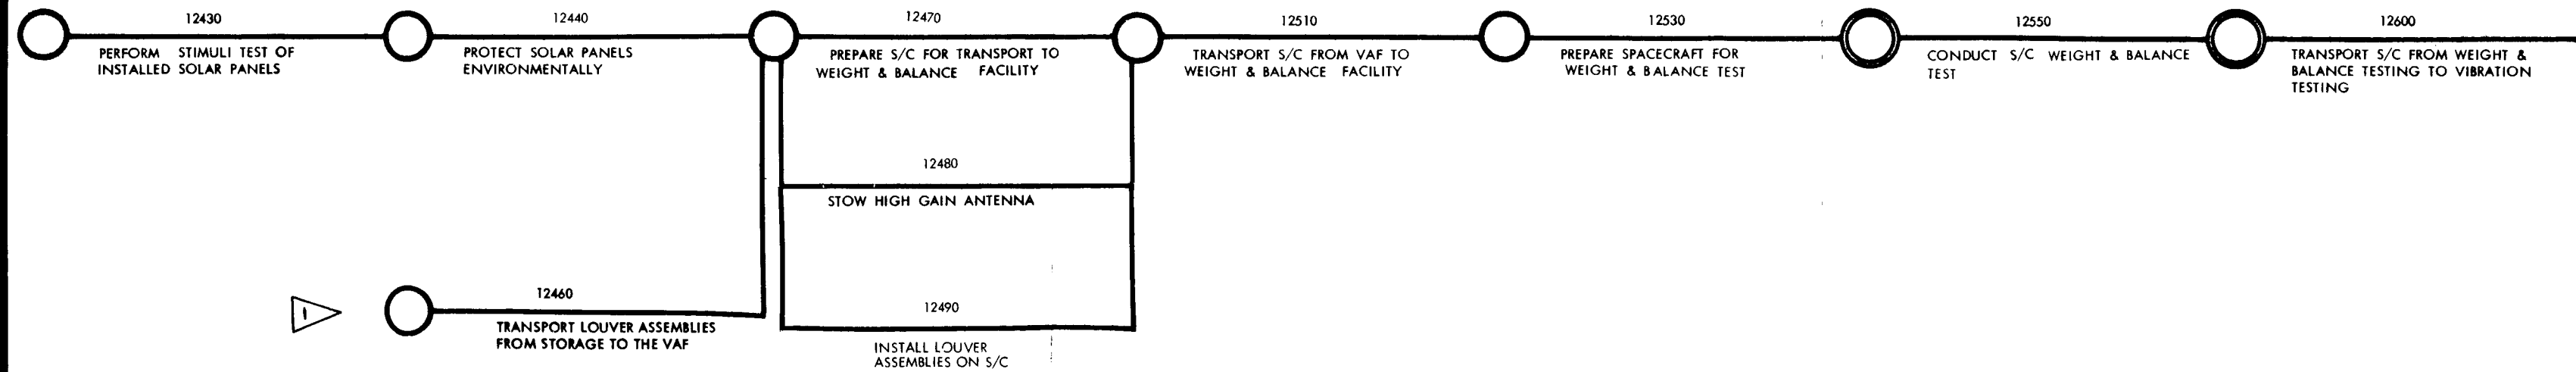 12430
PERFORM STIMULI TEST OF
INSTALLED SOLAR PANELS
12440
PROTECT SOLAR PANELS
ENVIRONMENTALLY
12470
PREPARE S/C FOR TRANSPORT TO
WEIGHT & BALANCE FACILITY
12510
TRANSPORT S/C FROM VAF TO
WEIGHT & BALANCE FACILITY
12530
PREPARE SPACECRAFT FOR
WEIGHT & BALANCE TEST
12550
CONDUCT S/C WEIGHT & BALANCE
TEST
12600
TRANSPORT S/C FROM WEIGHT &
BALANCE TESTING TO VIBRATION
TESTING
12480
STOW HIGH GAIN ANTENNA
1
12460
TRANSPORT LOUVER ASSEMBLIES
FROM STORAGE TO THE VAF
12490
INSTALL LOUVER
ASSEMBLIES ON S/C